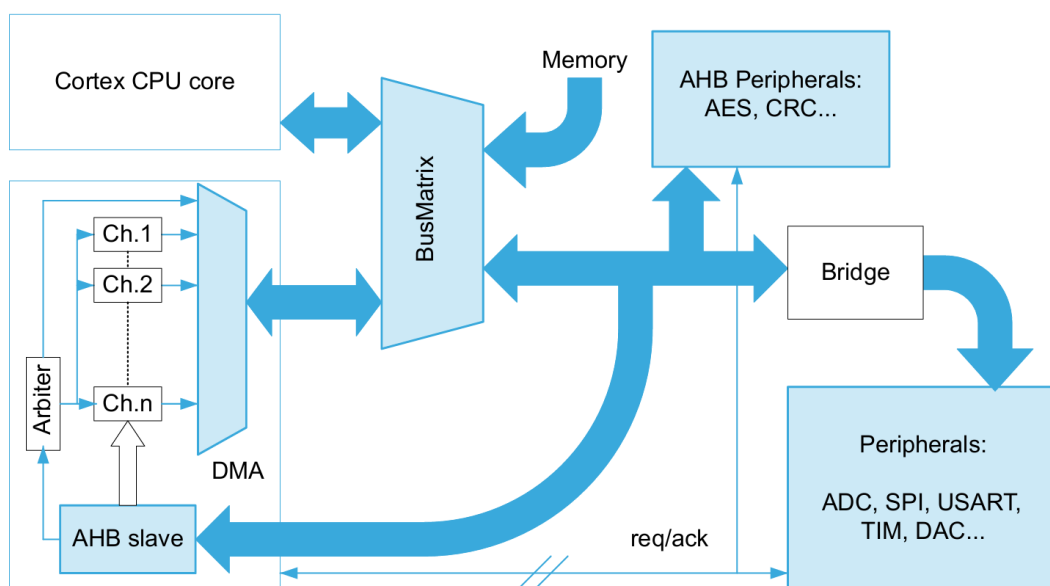 Cortex CPU core
Memory
AHB Peripherals:
AES, CRC...
BusMatrix
Ch.1
Ch.2
Ch.n
Arbiter
DMA
AHB slave
Bridge
Peripherals:
ADC, SPI, USART,
TIM, DAC...
req/ack